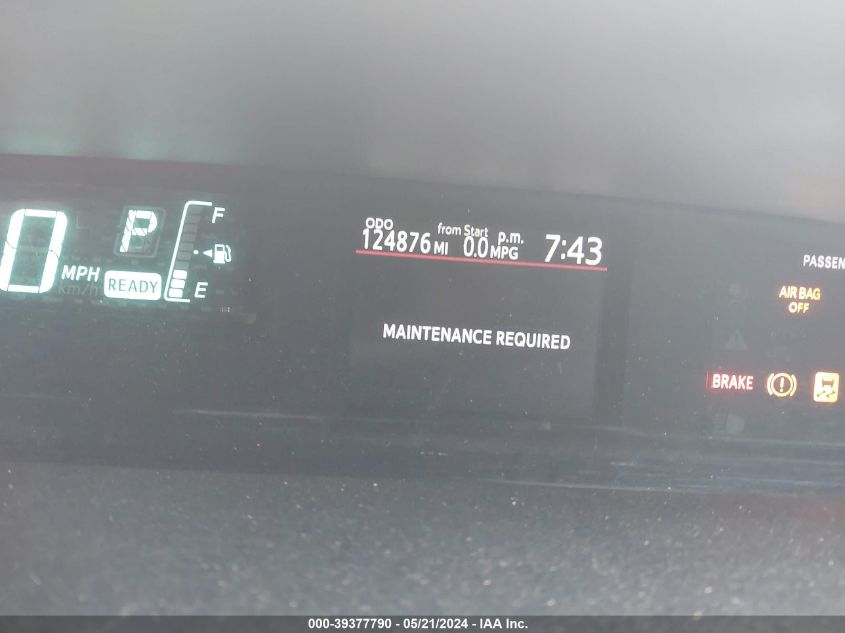 0 MPH
km/h
P
READY
F
E
ODO
124876 MI
from Start
0.0 MPG
p.m. 7:43
MAINTENANCE REQUIRED
AIR BAG
OFF
BRAKE
000-39377790 - 05/21/2024 - IAA Inc.